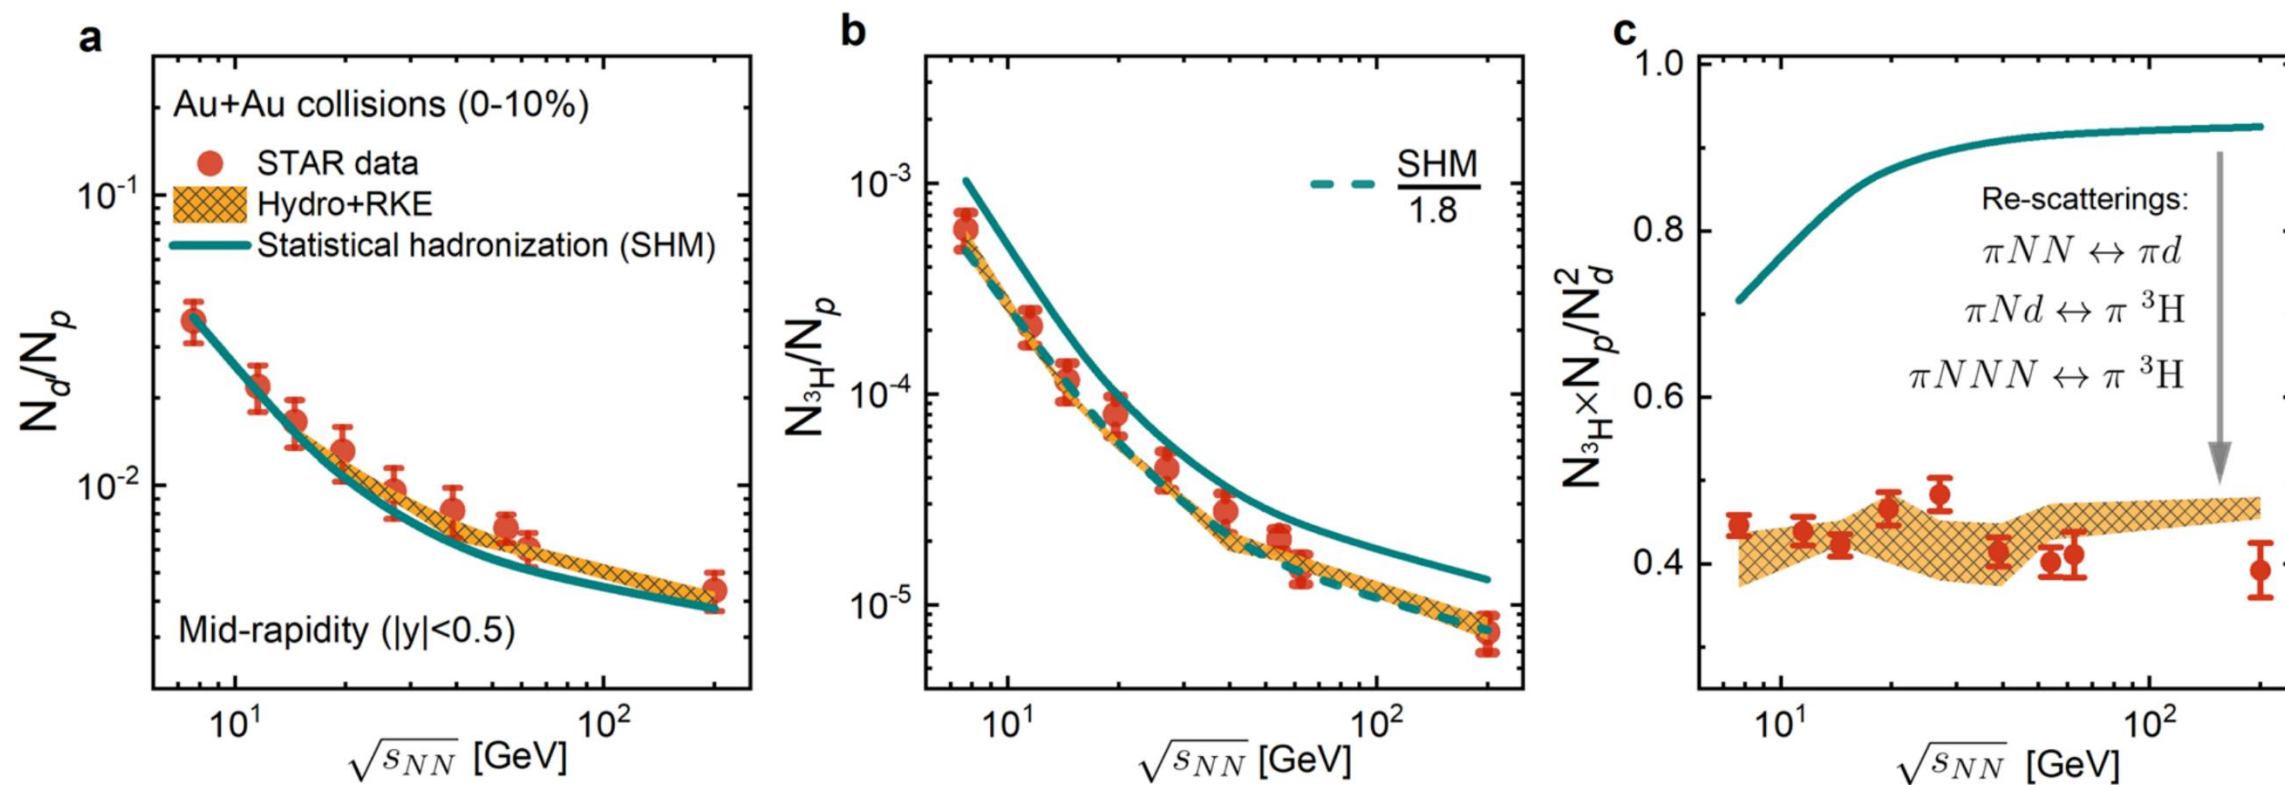 a
Au+Au collisions (0-10%)
STAR data
Hydro+RKE
Statistical hadronization (SHM)
Mid-rapidity (|y|<0.5)
N_d/N_p
10^-1
10^-2
10^1
10^2
√s_NN [GeV]
b
SHM
1.8
N_³H/N_p
10^-3
10^-4
10^-5
10^1
10^2
√s_NN [GeV]
c
1.0
0.8
0.6
0.4
N_³H×N_p/N_d^2
Re-scatterings:
πNN ↔ πd
πNd ↔ π ³H
πNNN ↔ π ³H
10^1
10^2
√s_NN [GeV]